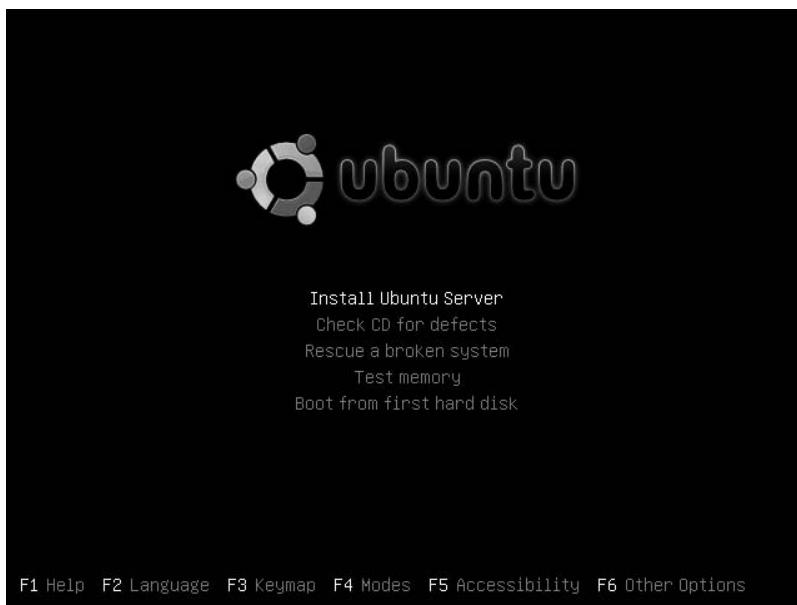 ubuntu
Install Ubuntu Server
Check CD for defects
Rescue a broken system
Test memory
Boot from first hard disk
F1 Help F2 Language F3 Keymap F4 Modes F5 Accessibility F6 Other Options